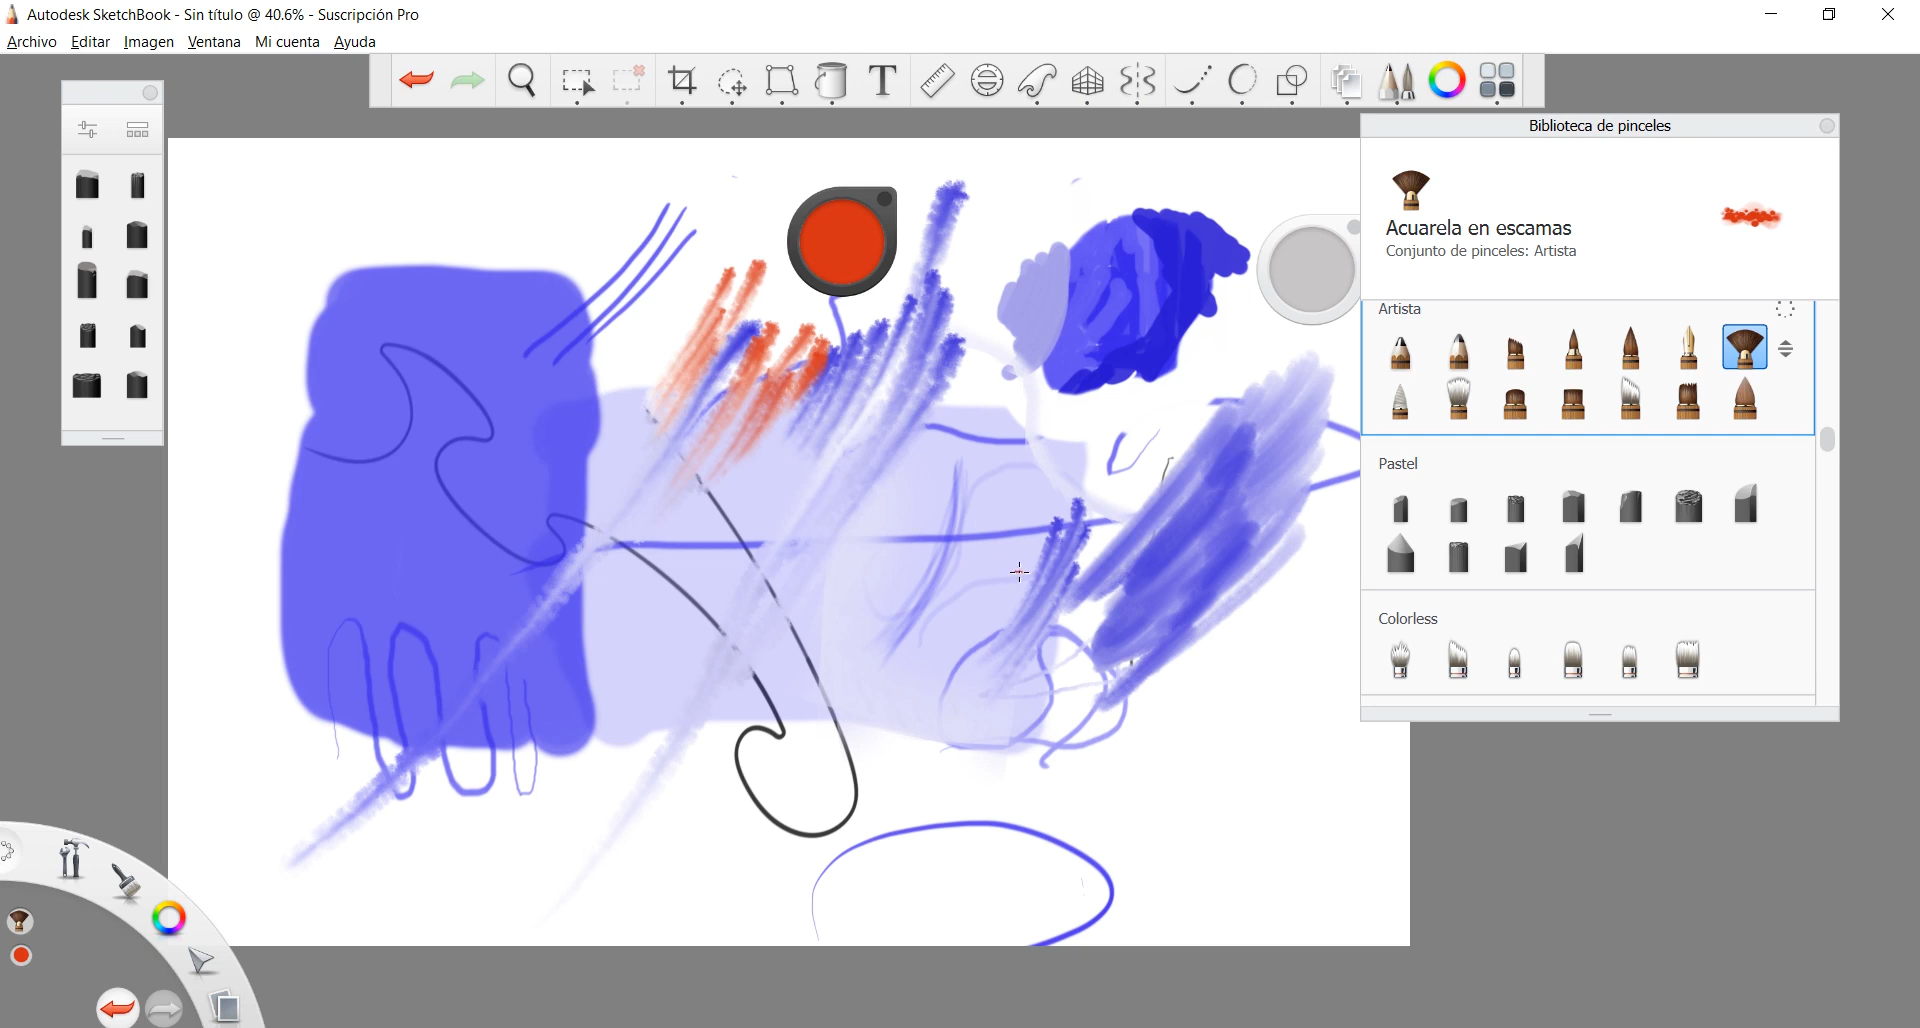 Autodesk SketchBook - Sin título @ 40.6% - Suscripción Pro
Archivo Editar Imagen Ventana Mi cuenta Ayuda
T
Biblioteca de pinceles
Acuarela en escamas
Conjunto de pinceles: Artista
Artista
Pastel
Colorless